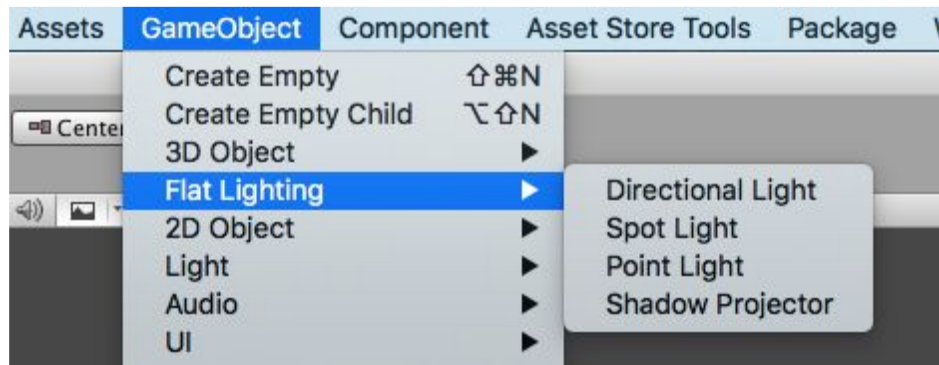 Assets GameObject Component Asset Store Tools Package
Create Empty ⇧⌘N
Create Empty Child ⌥⇧N
Center
3D Object ▶
Flat Lighting ▶
Directional Light
Spot Light
Point Light
Shadow Projector
2D Object ▶
Light ▶
Audio ▶
UI ▶